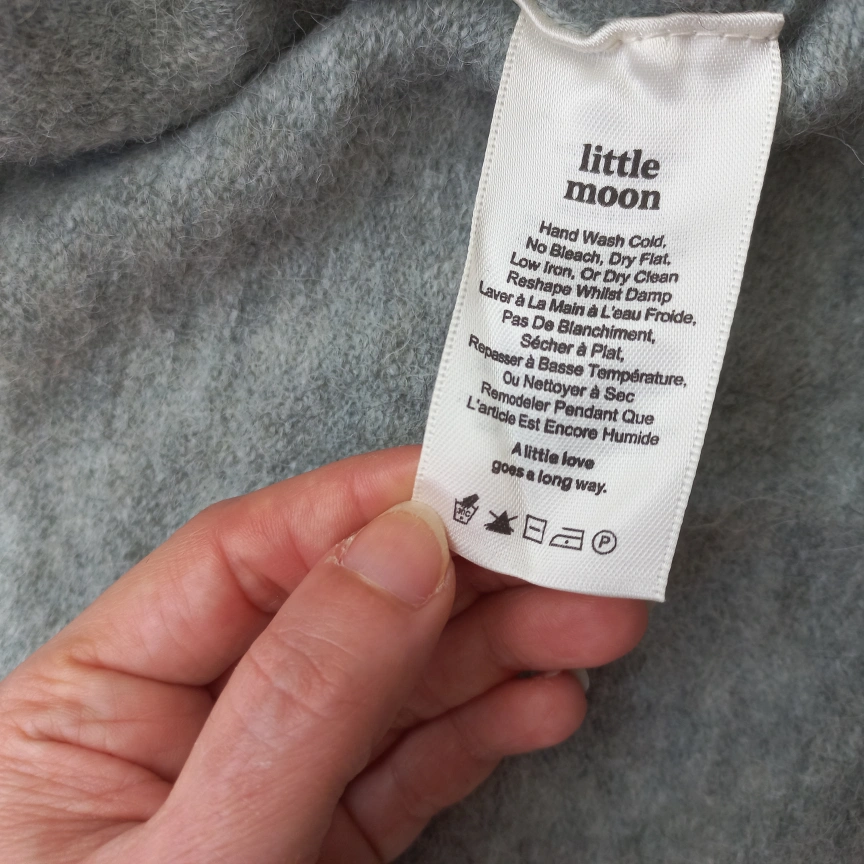 little
moon
Hand Wash Cold,
No Bleach, Dry Flat,
Low Iron, Or Dry Clean
Reshape Whilst Damp
Laver à La Main à L'eau Froide,
Pas De Blanchiment,
Sécher à Plat,
Repasser à Basse Température,
Ou Nettoyer à Sec
Remodeler Pendant Que
L'article Est Encore Humide
A little love
goes a long way.
P